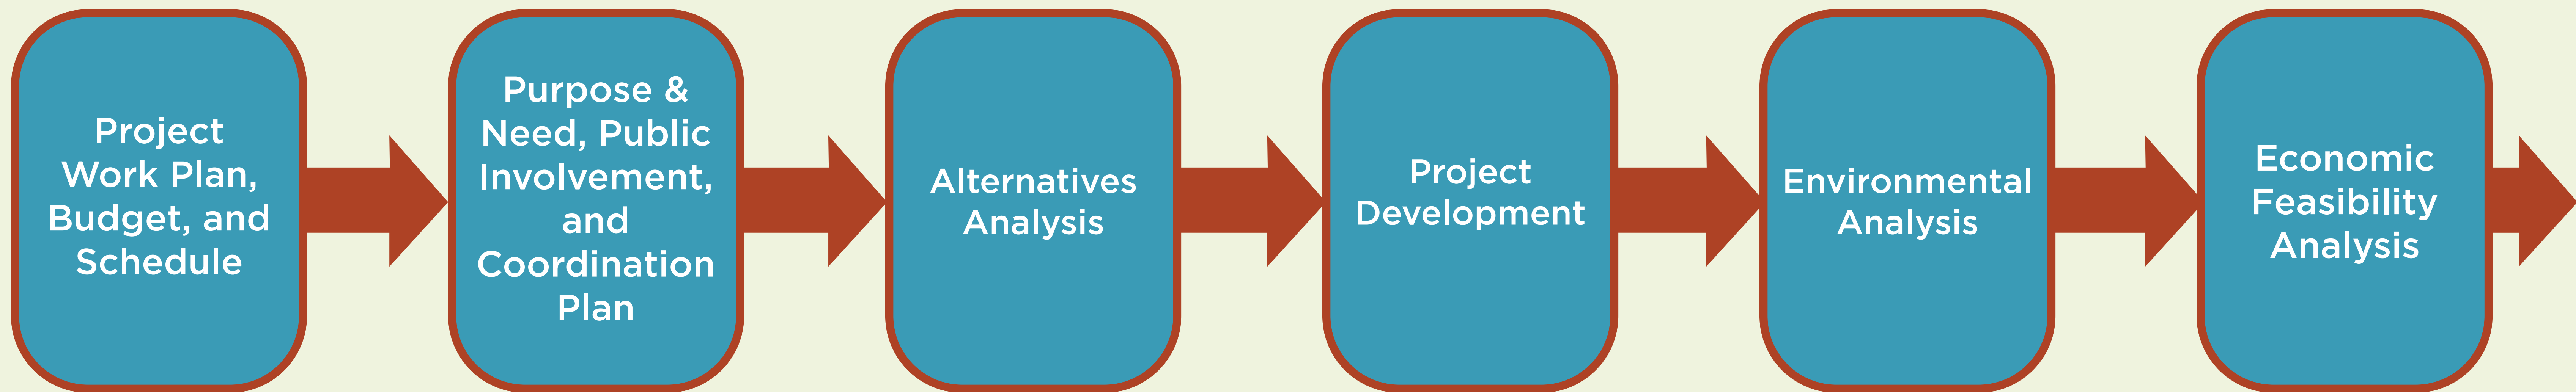 Project
Work Plan,
Budget, and
Schedule
Purpose &
Need, Public
Involvement,
and
Coordination
Plan
Alternatives
Analysis
Project
Development
Environmental
Analysis
Economic
Feasibility
Analysis